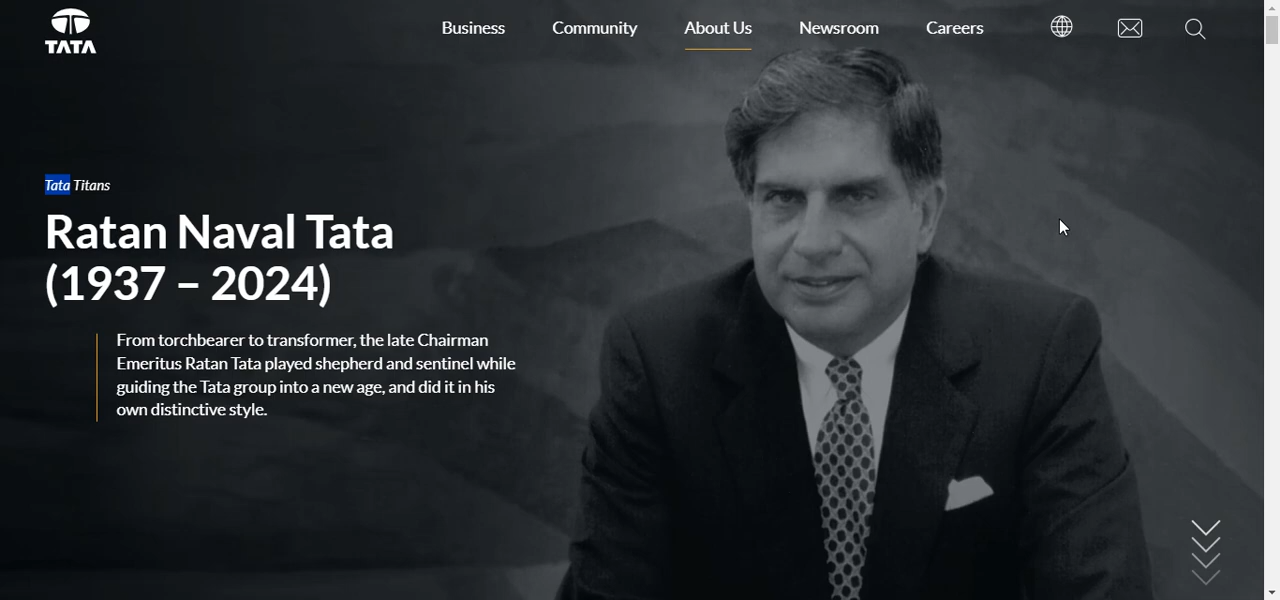 TATA
Business Community About Us Newsroom Careers
Tata Titans
Ratan Naval Tata
(1937 – 2024)
From torchbearer to transformer, the late Chairman
Emeritus Ratan Tata played shepherd and sentinel while
guiding the Tata group into a new age, and did it in his
own distinctive style.